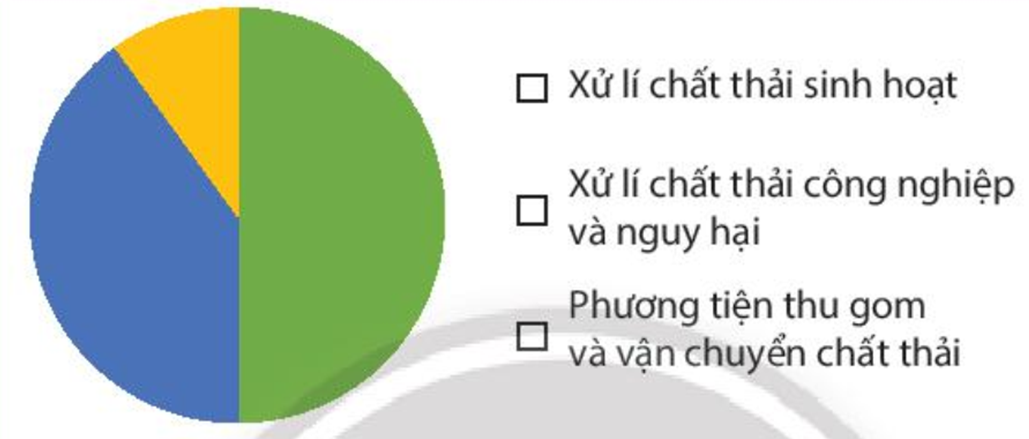 Xử lí chất thải sinh hoạt
Xử lí chất thải công nghiệp
và nguy hại
Phương tiện thu gom
và vận chuyển chất thải